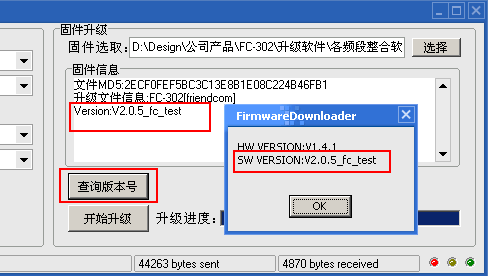 固件升级
固件选取: D:\Design\公司产品\FC-302\升级软件\各频段整合软
选择
固件信息
文件MD5:2ECF0FEF5BC3C13E8B1E08C224B46FB1
升级文件信息:FC-302[friendcom]
Version:V2.0.5_fc_test
FirmwareDownloader
HW VERSION:V1.4.1
SW VERSION:V2.0.5_fc_test
OK
查询版本号
开始升级
升级进度:
44263 bytes sent
4870 bytes received